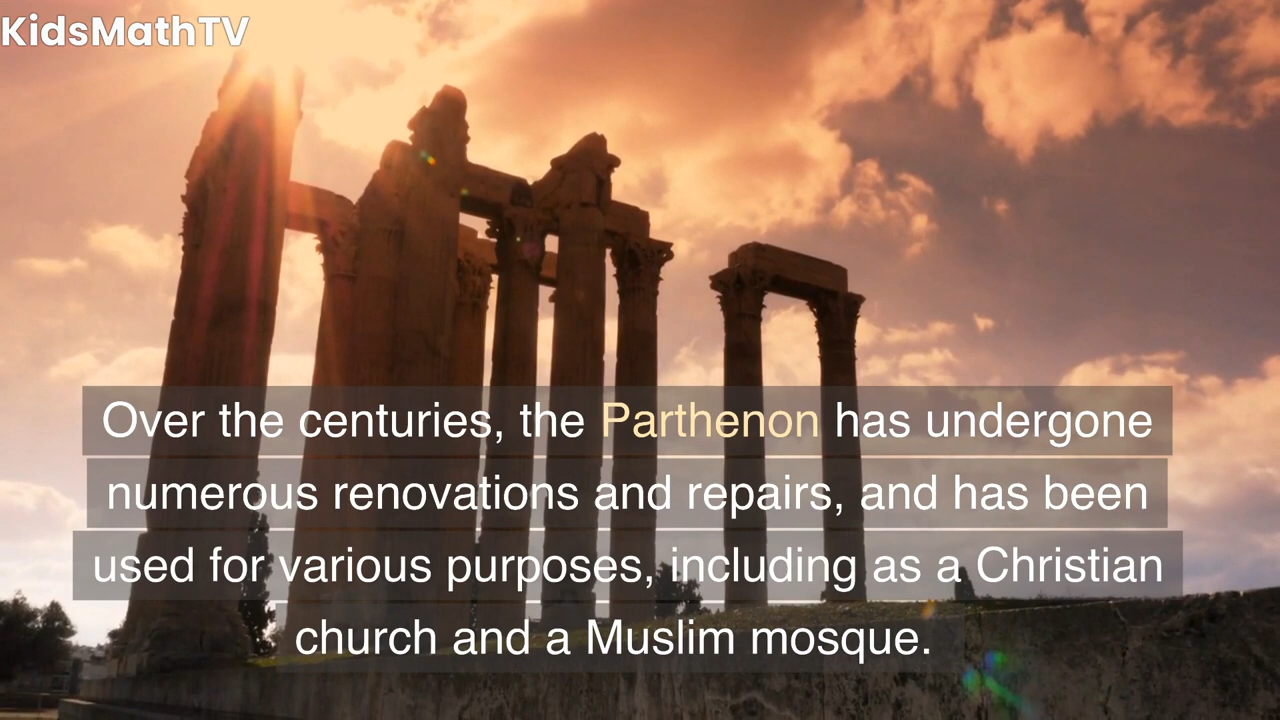 KidsMathTV
Over the centuries, the Parthenon has undergone
numerous renovations and repairs, and has been
used for various purposes, including as a Christian
church and a Muslim mosque.